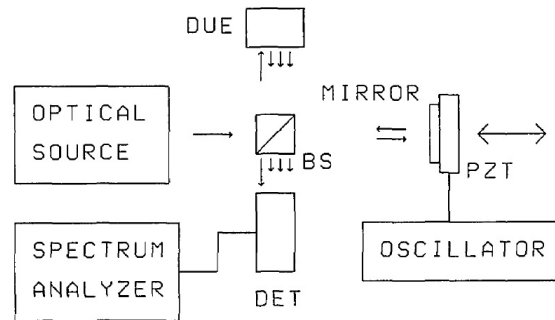 DUE
MIRROR
OPTICAL
SOURCE
BS
PZT
SPECTRUM
ANALYZER
DET
OSCILLATOR